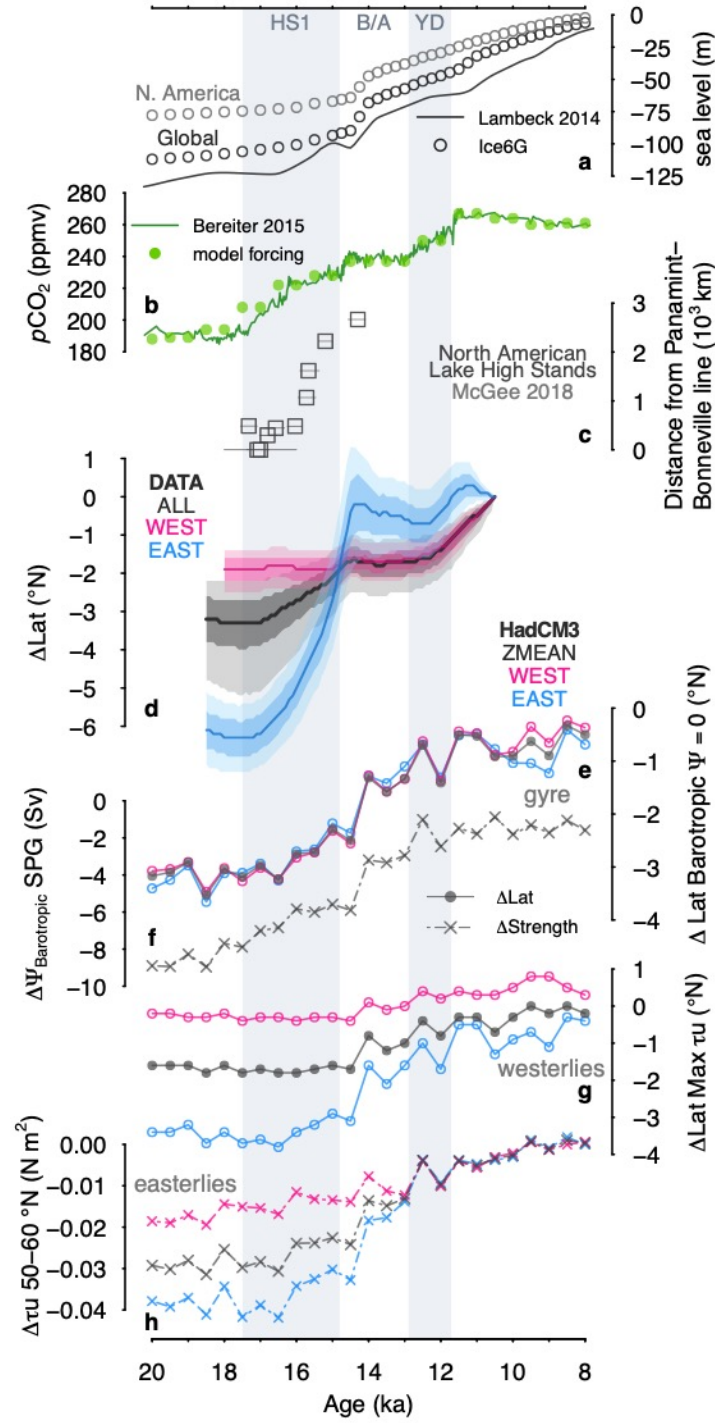 HS1 B/A YD
0
−25
−50
−75
−100
−125
sea level (m)
N. America
Global
Lambeck 2014
Ice6G
a
280
260
240
220
200
180
pCO2 (ppmv)
Bereiter 2015
model forcing
b
3
2
1
0
Distance from Panamint−
Bonneville line (10³ km)
North American
Lake High Stands
McGee 2018
c
1
0
−1
−2
−3
−4
−5
−6
ΔLat (°N)
DATA
ALL
WEST
EAST
d
HadCM3
ZMEAN
WEST
EAST
0
−1
−2
−3
−4
Δ Lat Barotropic Ψ = 0 (°N)
e
gyre
0
−2
−4
−6
−8
−10
ΔΨBarotropic SPG (Sv)
ΔLat
ΔStrength
f
1
0
−1
−2
−3
−4
ΔLat Max τu (°N)
westerlies
g
0.00
−0.01
−0.02
−0.03
−0.04
Δτu 50−60 °N (N m²)
easterlies
h
20 18 16 14 12 10 8
Age (ka)